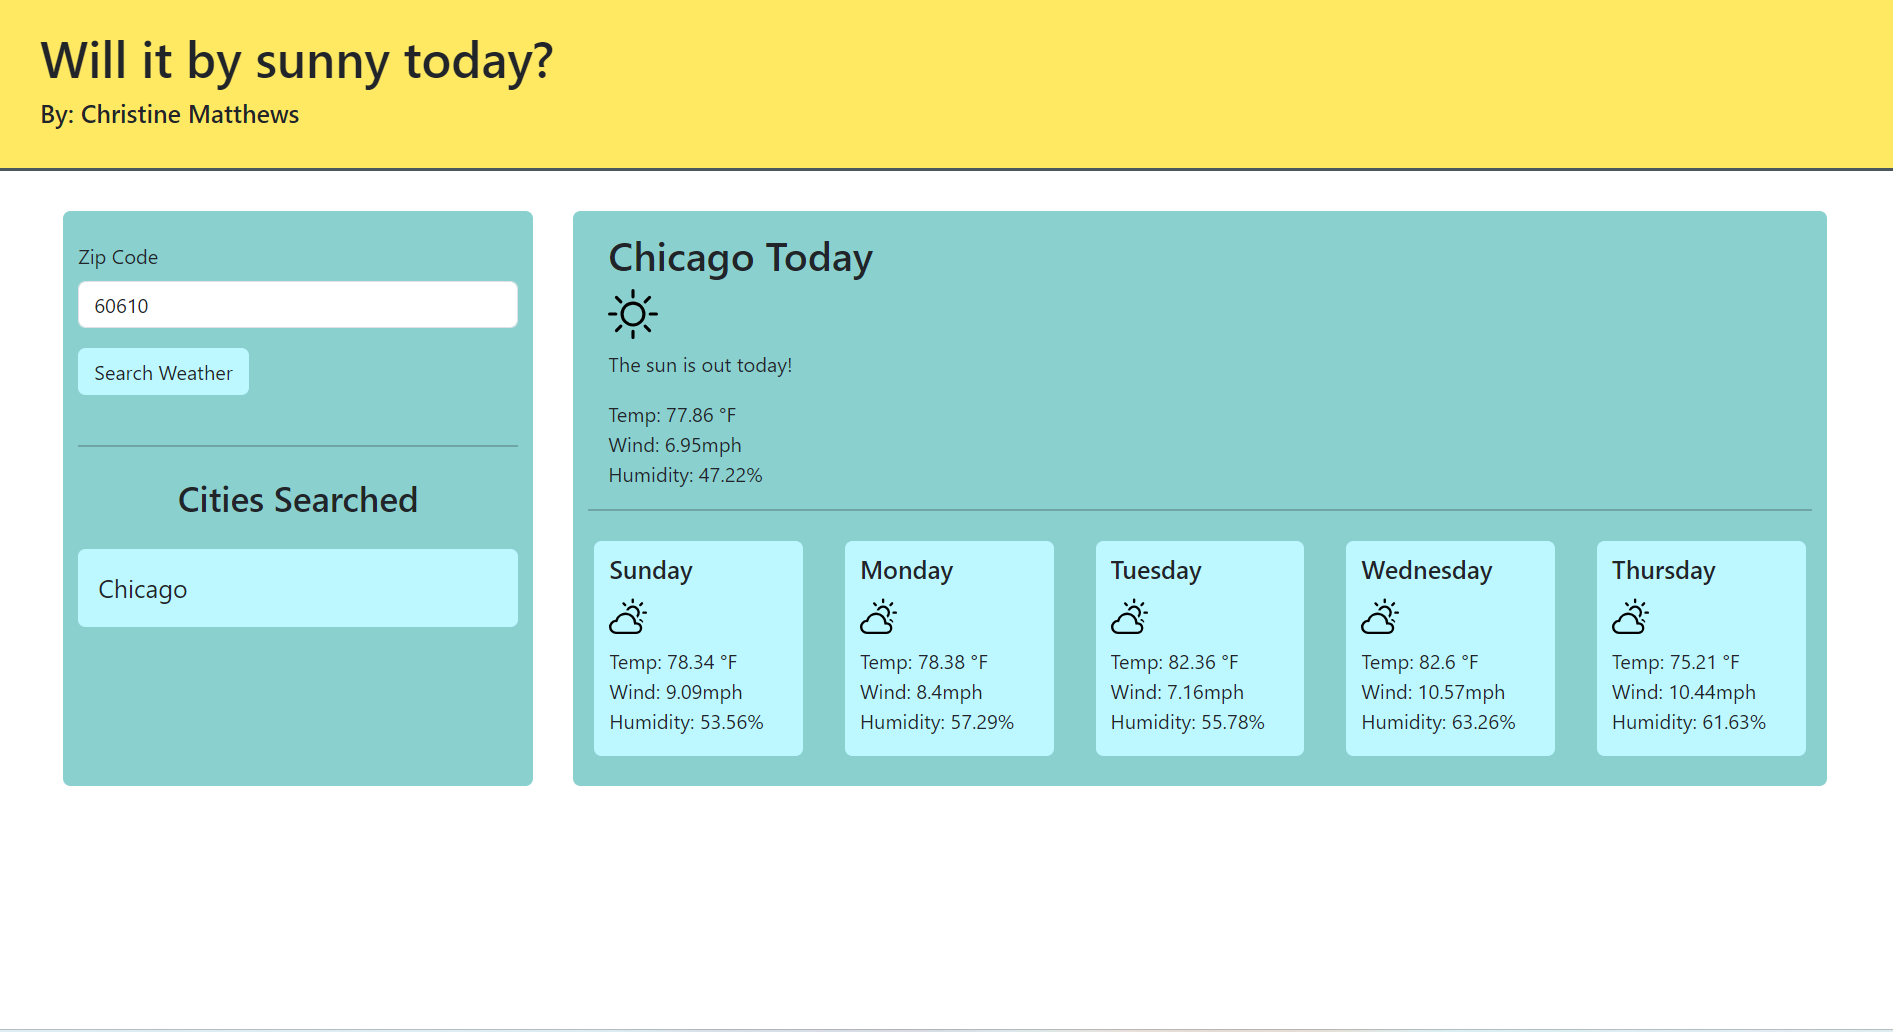 Will it by sunny today?
By: Christine Matthews
Zip Code
60610
Search Weather
Cities Searched
Chicago
Chicago Today
The sun is out today!
Temp: 77.86 °F
Wind: 6.95mph
Humidity: 47.22%
Sunday
Temp: 78.34 °F
Wind: 9.09mph
Humidity: 53.56%
Monday
Temp: 78.38 °F
Wind: 8.4mph
Humidity: 57.29%
Tuesday
Temp: 82.36 °F
Wind: 7.16mph
Humidity: 55.78%
Wednesday
Temp: 82.6 °F
Wind: 10.57mph
Humidity: 63.26%
Thursday
Temp: 75.21 °F
Wind: 10.44mph
Humidity: 61.63%